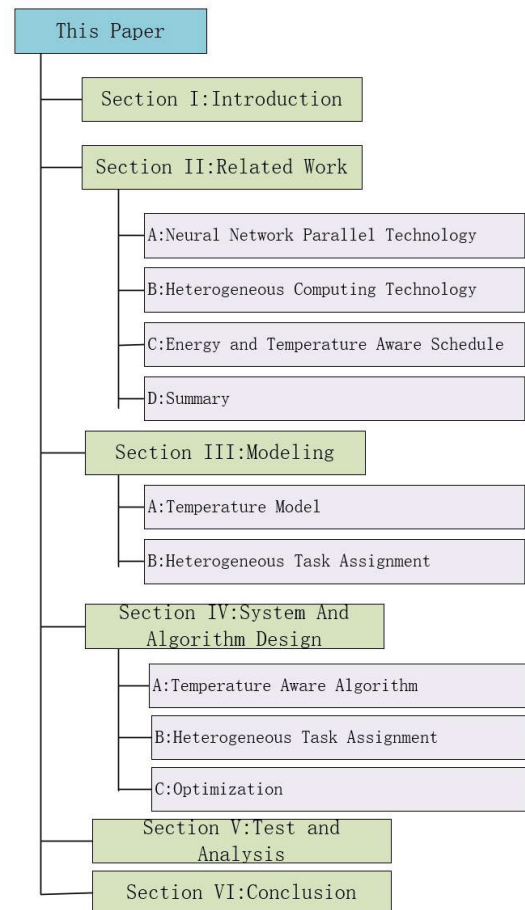 This Paper
Section I:Introduction
Section II:Related Work
A:Neural Network Parallel Technology
B:Heterogeneous Computing Technology
C:Energy and Temperature Aware Schedule
D:Summary
Section III:Modeling
A:Temperature Model
B:Heterogeneous Task Assignment
Section IV:System And
Algorithm Design
A:Temperature Aware Algorithm
B:Heterogeneous Task Assignment
C:Optimization
Section V:Test and
Analysis
Section VI:Conclusion